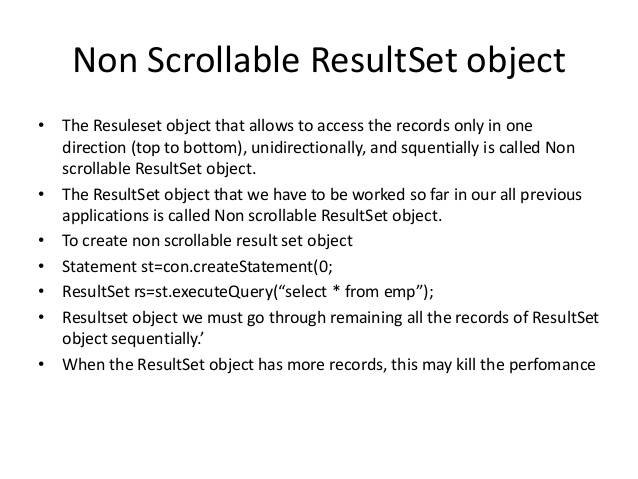 Non Scrollable ResultSet object
• The Resuleset object that allows to access the records only in one
direction (top to bottom), unidirectionally, and squentially is called Non
scrollable ResultSet object.
• The ResultSet object that we have to be worked so far in our all previous
applications is called Non scrollable ResultSet object.
• To create non scrollable result set object
• Statement st=con.createStatement(0;
• ResultSet rs=st.executeQuery(“select * from emp”);
• Resultset object we must go through remaining all the records of ResultSet
object sequentially.’
• When the ResultSet object has more records, this may kill the perfomance